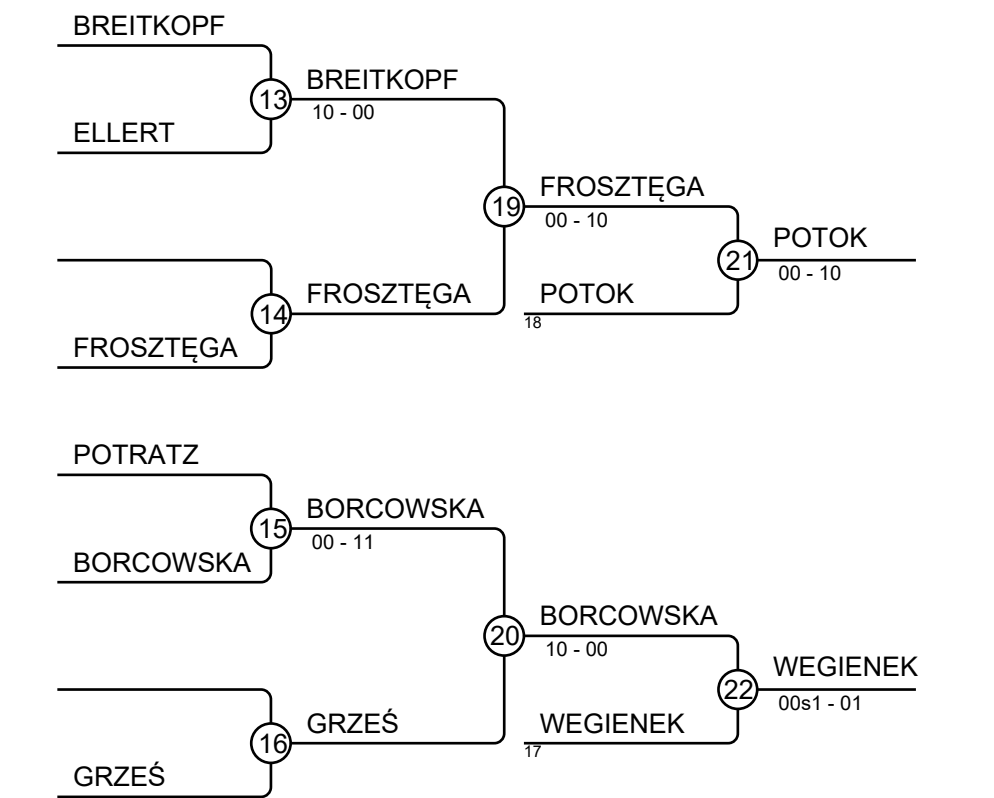 BREITKOPF
BREITKOPF
13
10 - 00
ELLERT
FROSZTĘGA
19
00 - 10
POTOK
21
00 - 10
FROSZTĘGA
POTOK
14
18
FROSZTĘGA
POTRATZ
BORCOWSKA
15
00 - 11
BORCOWSKA
BORCOWSKA
20
10 - 00
WEGIENEK
22
00s1 - 01
GRZEŚ
WEGIENEK
16
17
GRZEŚ